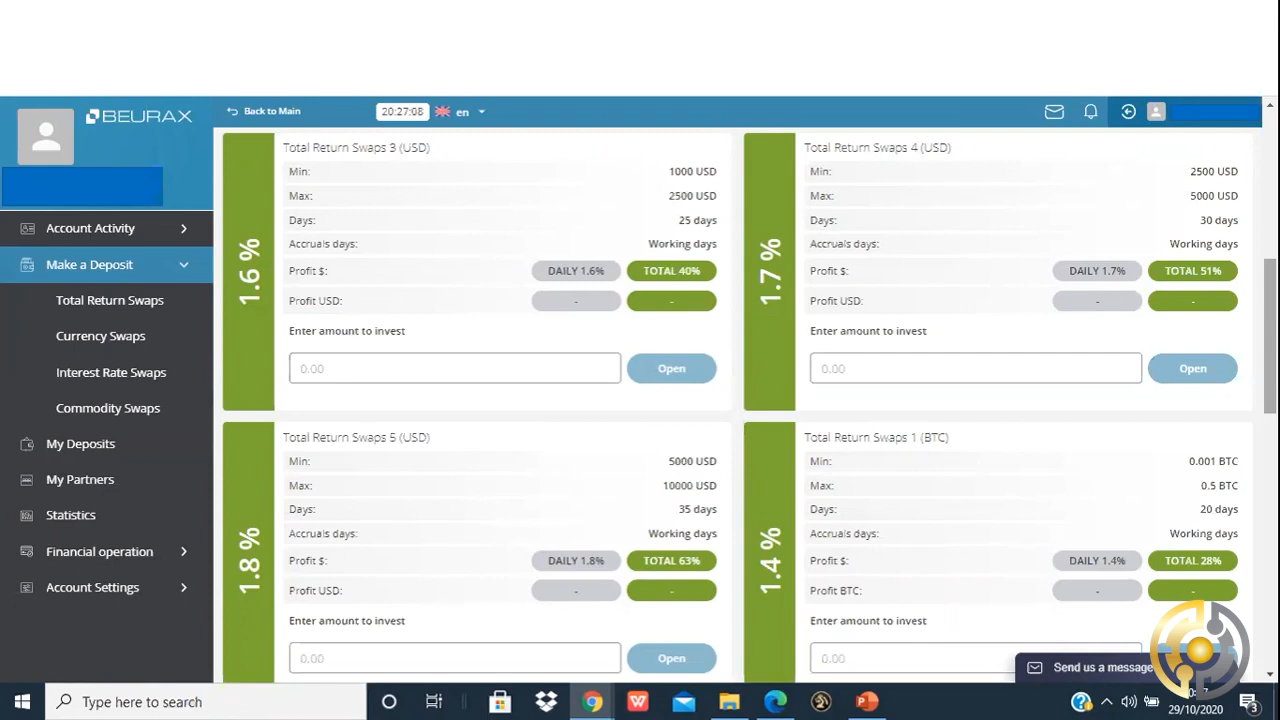 BEURAX
Back to Main
20:27:08
en
Account Activity
Make a Deposit
Total Return Swaps
Currency Swaps
Interest Rate Swaps
Commodity Swaps
My Deposits
My Partners
Statistics
Financial operation
Account Settings
1.6 %
Total Return Swaps 3 (USD)
Min: 1000 USD
Max: 2500 USD
Days: 25 days
Accruals days: Working days
Profit $: DAILY 1.6% TOTAL 40%
Profit USD: - -
Enter amount to invest
0.00 Open
1.7 %
Total Return Swaps 4 (USD)
Min: 2500 USD
Max: 5000 USD
Days: 30 days
Accruals days: Working days
Profit $: DAILY 1.7% TOTAL 51%
Profit USD: - -
Enter amount to invest
0.00 Open
1.8 %
Total Return Swaps 5 (USD)
Min: 5000 USD
Max: 10000 USD
Days: 35 days
Accruals days: Working days
Profit $: DAILY 1.8% TOTAL 63%
Profit USD: - -
Enter amount to invest
0.00 Open
1.4 %
Total Return Swaps 1 (BTC)
Min: 0.001 BTC
Max: 0.5 BTC
Days: 20 days
Accruals days: Working days
Profit $: DAILY 1.4% TOTAL 28%
Profit BTC: - -
Enter amount to invest
0.00
Send us a message
Type here to search
29/10/2020
3